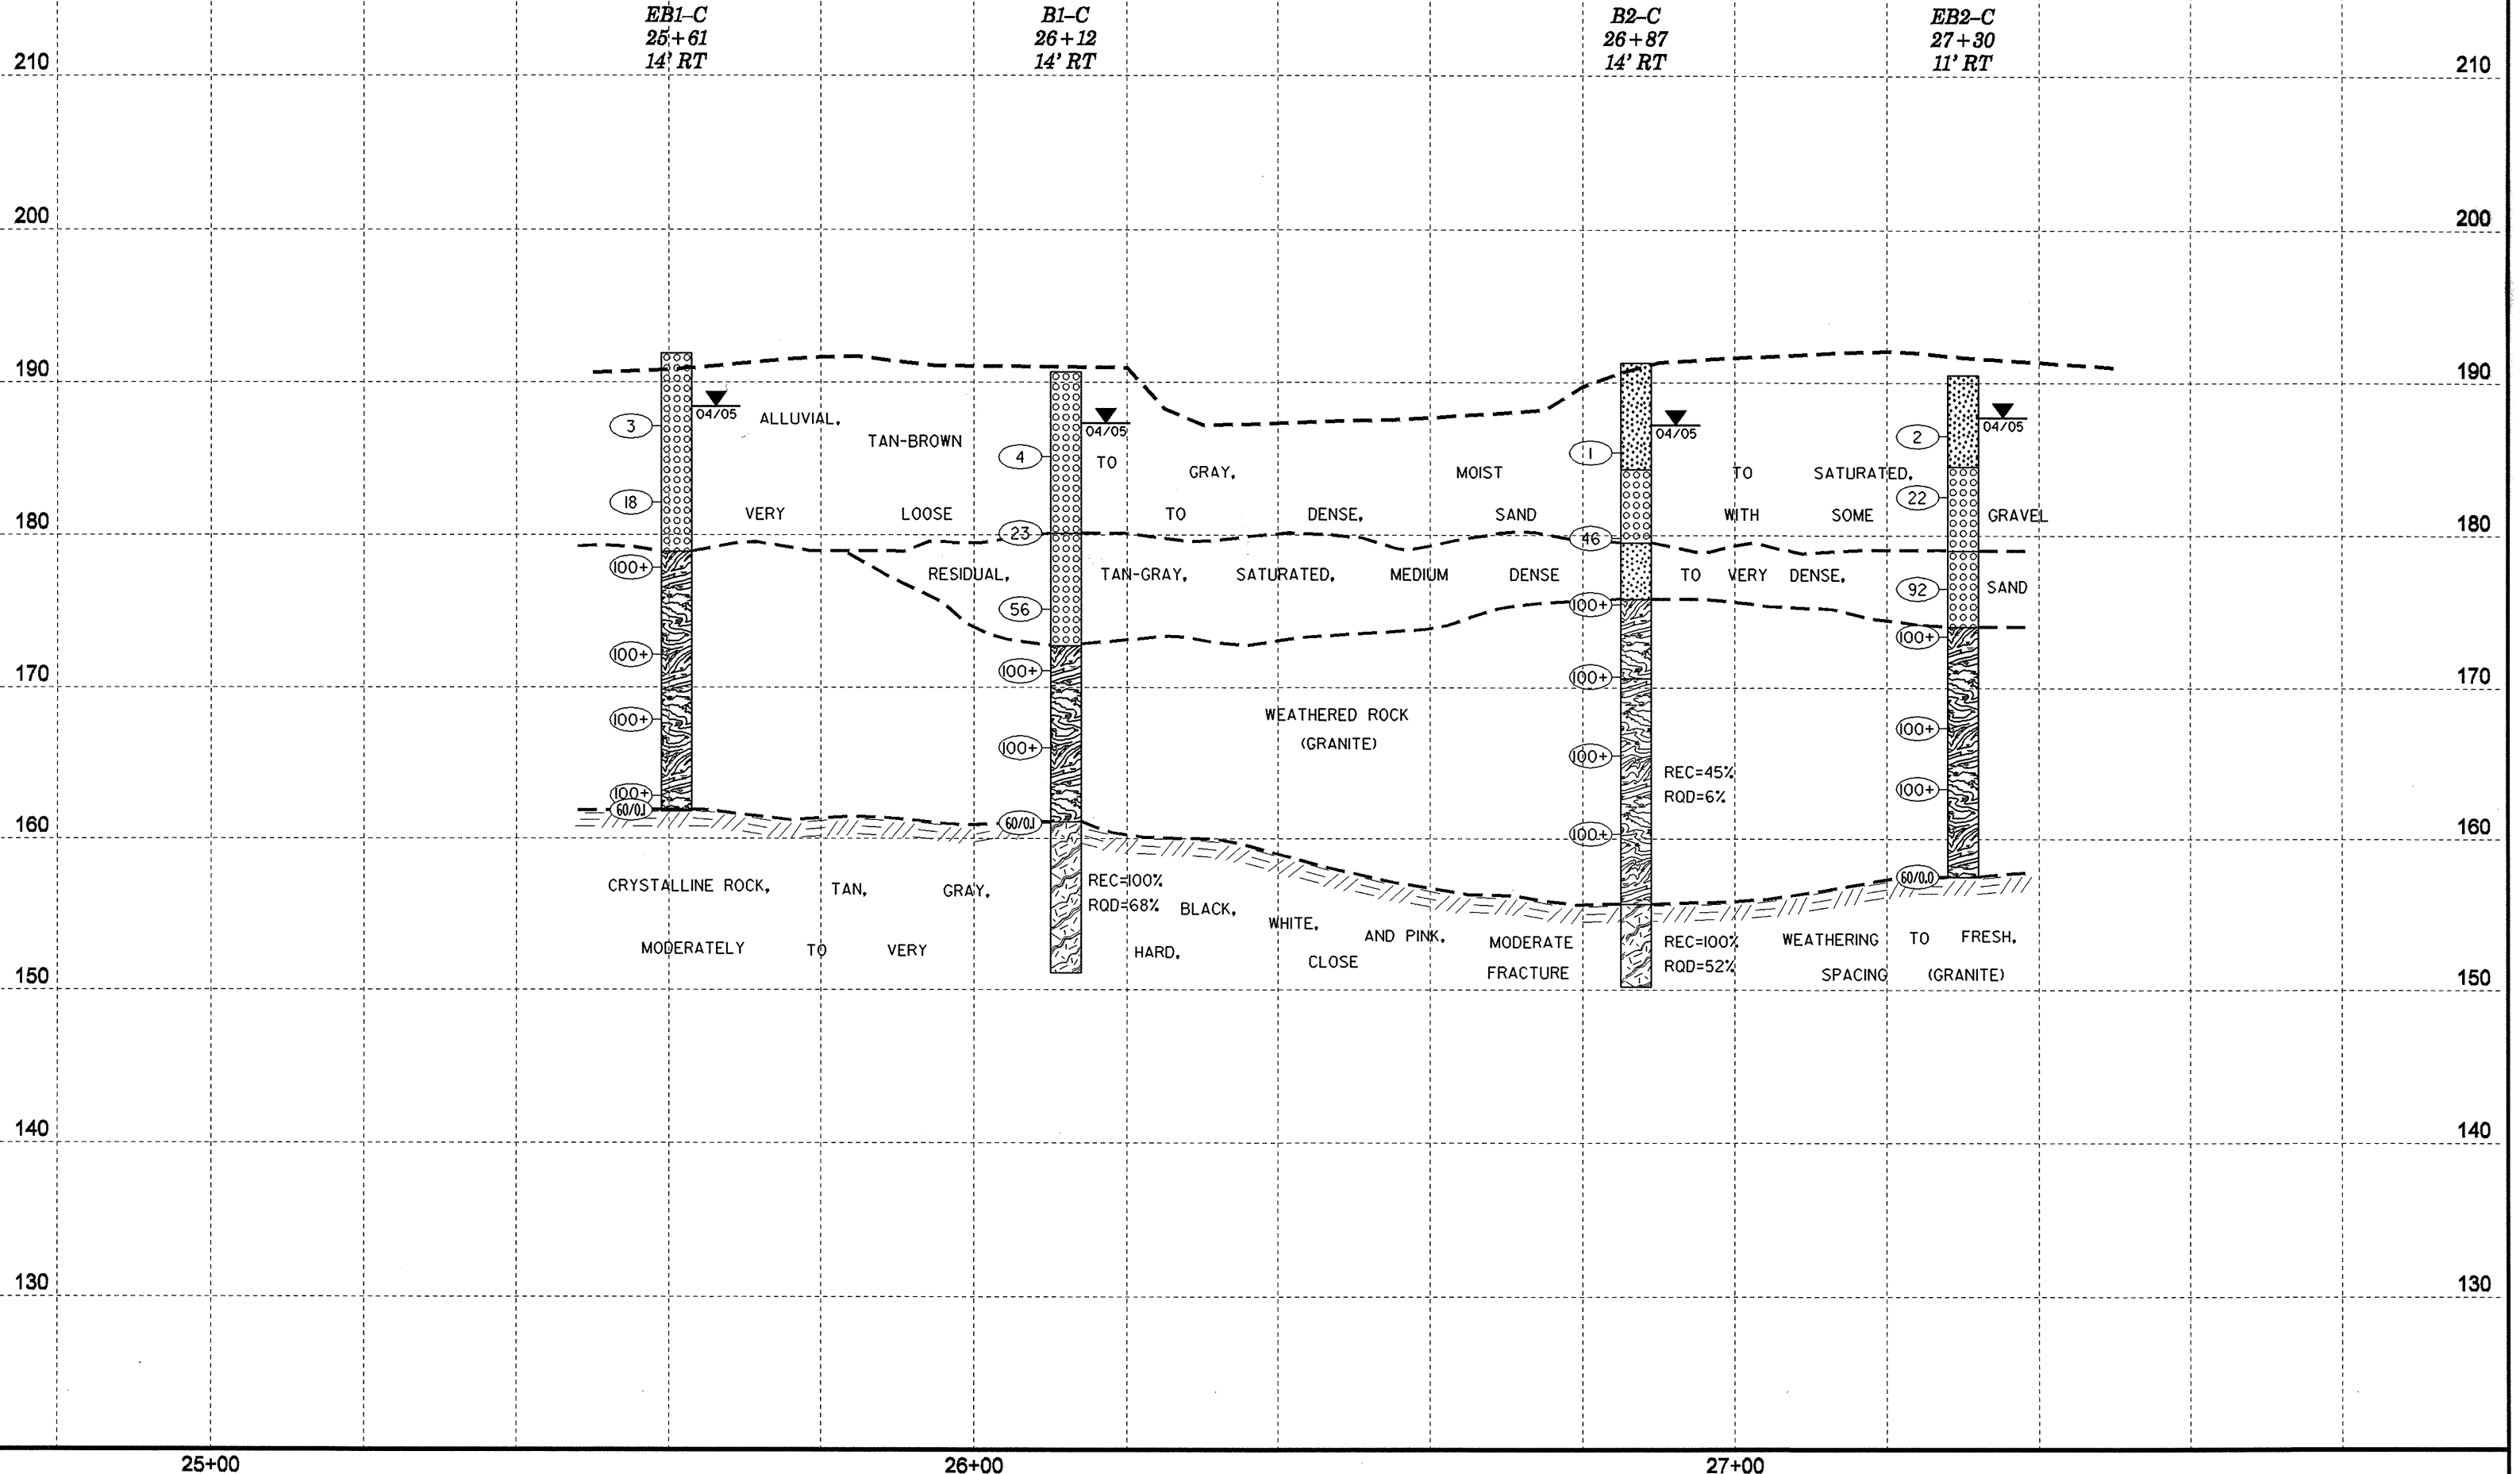 EB1-C
25+61
14' RT
B1-C
26+12
14' RT
B2-C
26+87
14' RT
EB2-C
27+30
11' RT
210 210
200 200
190 190
04/05 04/05 04/05 04/05
3 ALLUVIAL,
TAN-BROWN
4 TO GRAY, MOIST 1 TO SATURATED, 2
18 VERY LOOSE TO DENSE, SAND WITH SOME 22 GRAVEL
180 23 46 180
100+ RESIDUAL, TAN-GRAY, SATURATED, MEDIUM DENSE TO VERY DENSE, 92 SAND
56 100+
100+ 100+ 100+ 100+
170 170
100+ WEATHERED ROCK 100+
(GRANITE)
100+ 100+
REC=45%
RQD=6%
100+ 100+
60/0.1 60/0.1 100+
160 160
60/0.0
CRYSTALLINE ROCK, TAN, GRAY, REC=100%
RQD=68% BLACK, WHITE, AND PINK, MODERATE WEATHERING TO FRESH,
MODERATELY TO VERY HARD, CLOSE FRACTURE SPACING (GRANITE)
REC=100%
RQD=52%
150 150
140 140
130 130
25+00 26+00 27+00